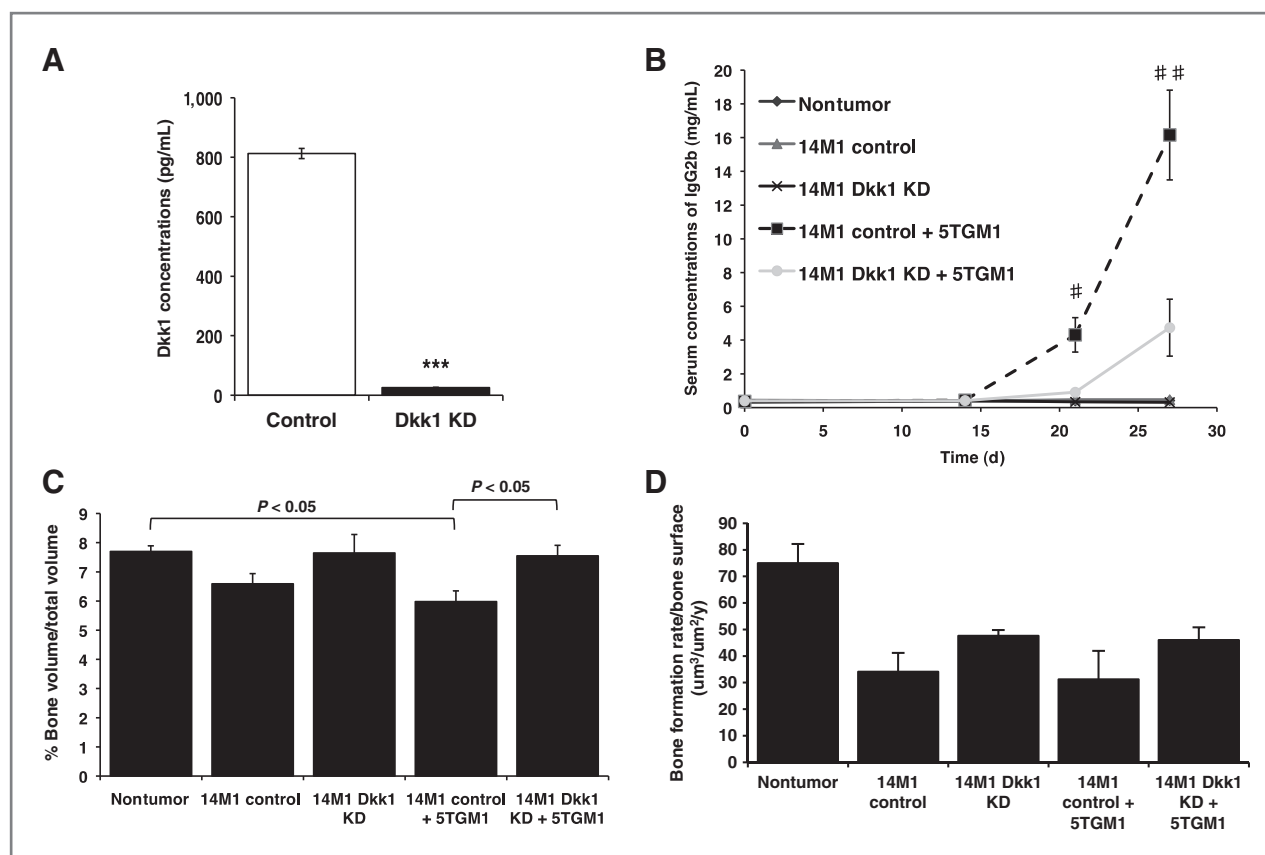 A
Dkk1 concentrations (pg/mL)
1,000
800
600
400
200
0
***
Control
Dkk1 KD
B
Serum concentrations of IgG2b (mg/mL)
20
18
16
14
12
10
8
6
4
2
0
Nontumor
14M1 control
14M1 Dkk1 KD
14M1 control + 5TGM1
14M1 Dkk1 KD + 5TGM1
#
##
0
5
10
15
20
25
30
Time (d)
C
% Bone volume/total volume
9
8
7
6
5
4
3
2
1
0
P < 0.05
P < 0.05
Nontumor
14M1 control
14M1 Dkk1
KD
14M1 control
+ 5TGM1
14M1 Dkk1
KD + 5TGM1
D
Bone formation rate/bone surface
(um³/um²/y)
90
80
70
60
50
40
30
20
10
0
Nontumor
14M1
control
14M1 Dkk1
KD
14M1
control +
5TGM1
14M1 Dkk1
KD +
5TGM1